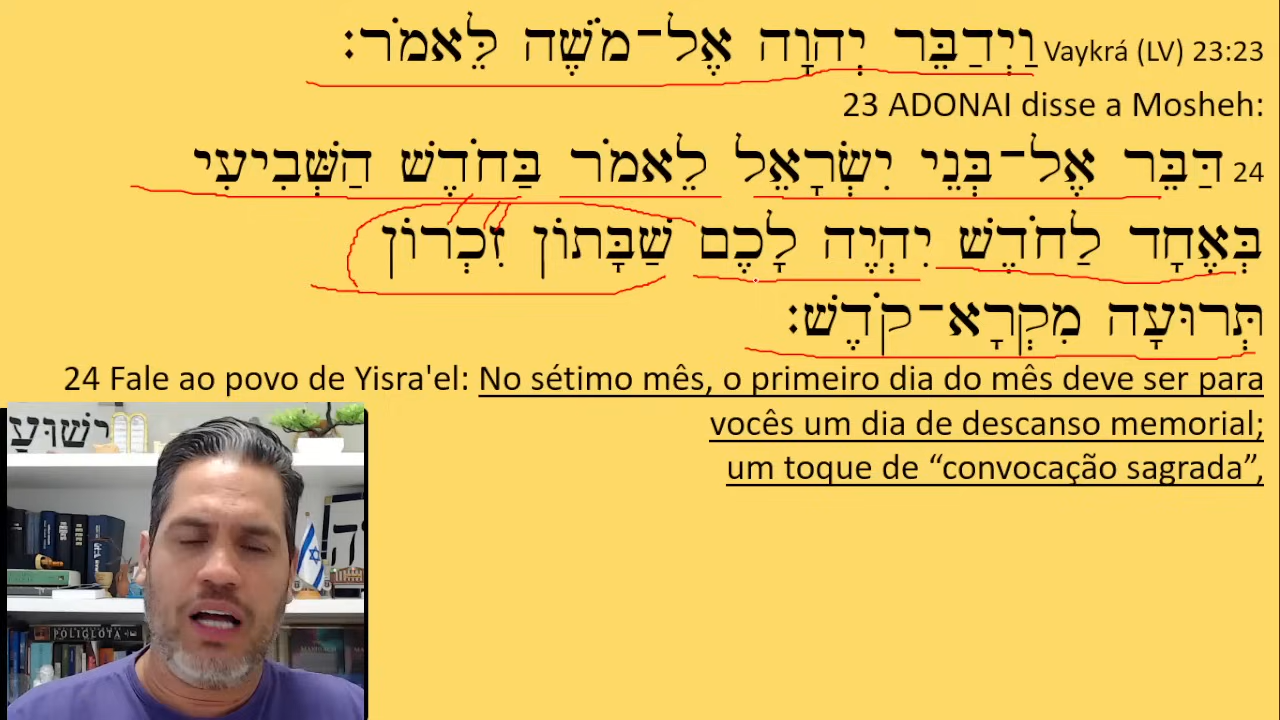 Vaykrá (LV) 23:23 וַיְדַבֵּר יְהוָה אֶל־מֹשֶׁה לֵּאמֹר׃
23 ADONAI disse a Mosheh:
24 דַּבֵּר אֶל־בְּנֵי יִשְׂרָאֵל לֵאמֹר בַּחֹדֶשׁ הַשְּׁבִיעִי
בְּאֶחָד לַחֹדֶשׁ יִהְיֶה לָכֶם שַׁבָּתוֹן זִכְרוֹן
תְּרוּעָה מִקְרָא־קֹדֶשׁ׃
24 Fale ao povo de Yisra'el: No sétimo mês, o primeiro dia do mês deve ser para
vocês um dia de descanso memorial;
um toque de “convocação sagrada”,
ישׁוּעַ
POLIGLOTA